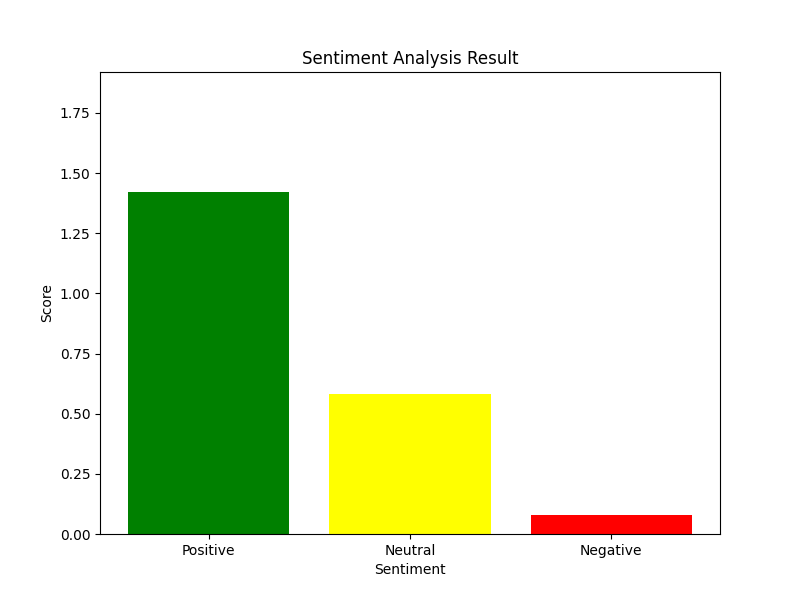 Sentiment Analysis Result
1.75
1.50
1.25
1.00
0.75
0.50
0.25
0.00
Score
Positive Neutral Negative
Sentiment